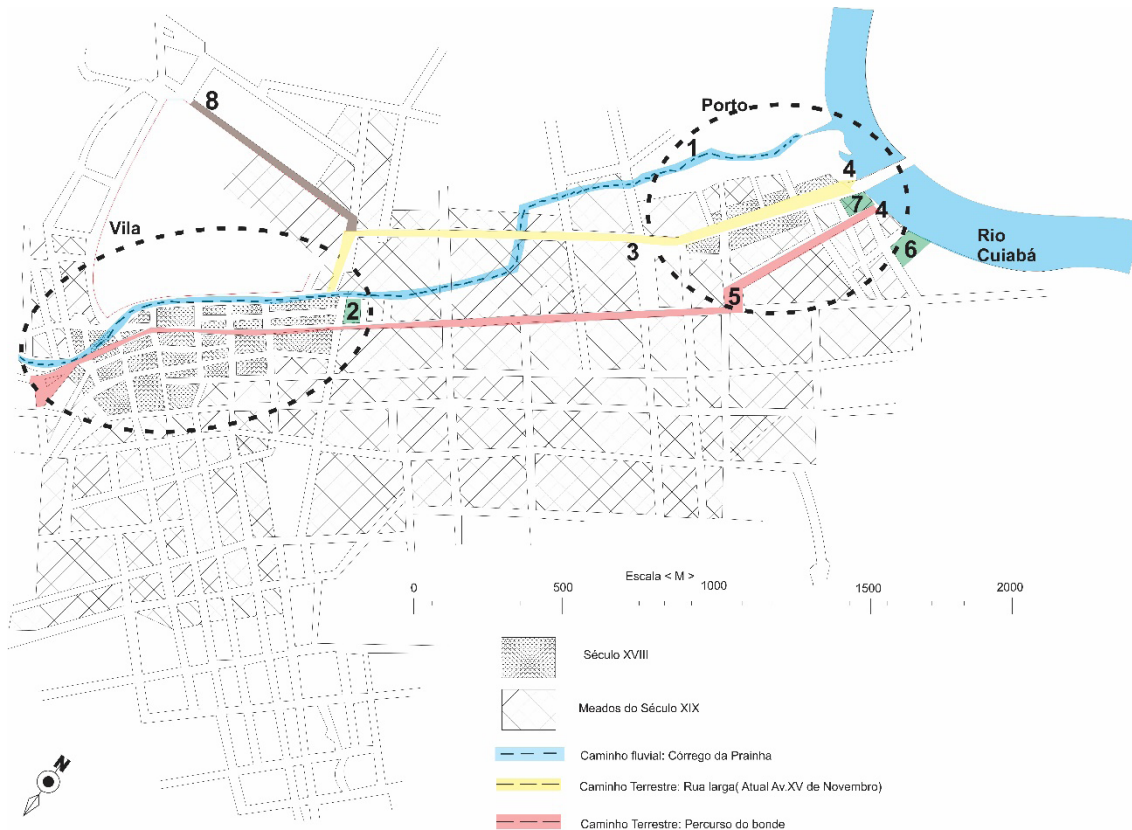 8
Porto
1
4
Vila
7
4
3
6
Rio
Cuiabá
5
2
Escala < M >
0
500
1000
1500
2000
Século XVIII
Meados do Século XIX
Caminho fluvial: Córrego da Prainha
Caminho Terrestre: Rua larga( Atual Av.XV de Novembro)
Caminho Terrestre: Percurso do bonde
N